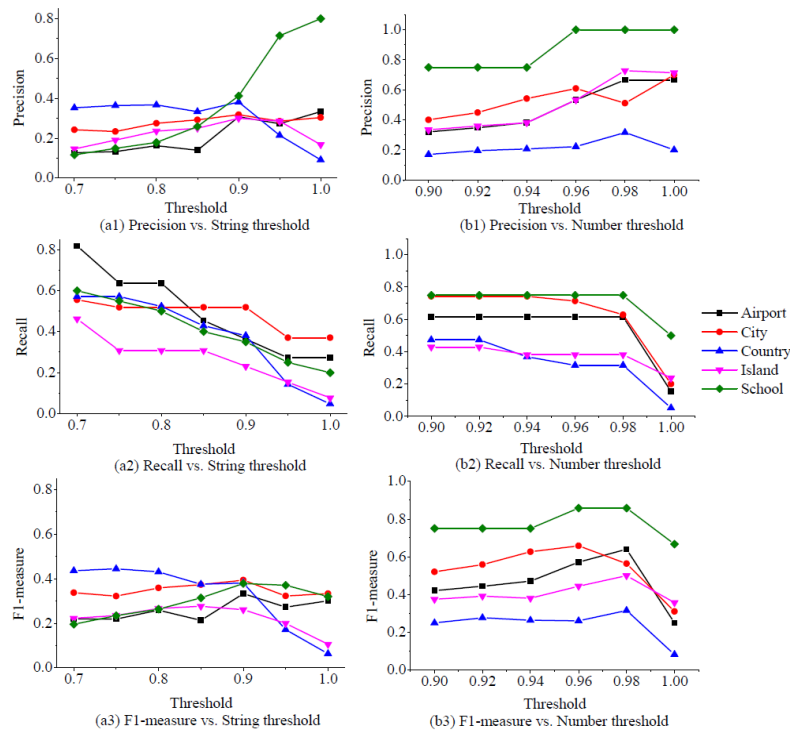 0.8
0.6
0.4
0.2
0.0
Precision
0.7 0.8 0.9 1.0
Threshold
(a1) Precision vs. String threshold
1.0
0.8
0.6
0.4
0.2
0.0
Precision
0.90 0.92 0.94 0.96 0.98 1.00
Threshold
(b1) Precision vs. Number threshold
0.8
0.6
0.4
0.2
0.0
Recall
0.7 0.8 0.9 1.0
Threshold
(a2) Recall vs. String threshold
1.0
0.8
0.6
0.4
0.2
0.0
Recall
0.90 0.92 0.94 0.96 0.98 1.00
Threshold
(b2) Recall vs. Number threshold
Airport
City
Country
Island
School
0.8
0.6
0.4
0.2
0.0
F1-measure
0.7 0.8 0.9 1.0
Threshold
(a3) F1-measure vs. String threshold
1.0
0.8
0.6
0.4
0.2
0.0
F1-measure
0.90 0.92 0.94 0.96 0.98 1.00
Threshold
(b3) F1-measure vs. Number threshold